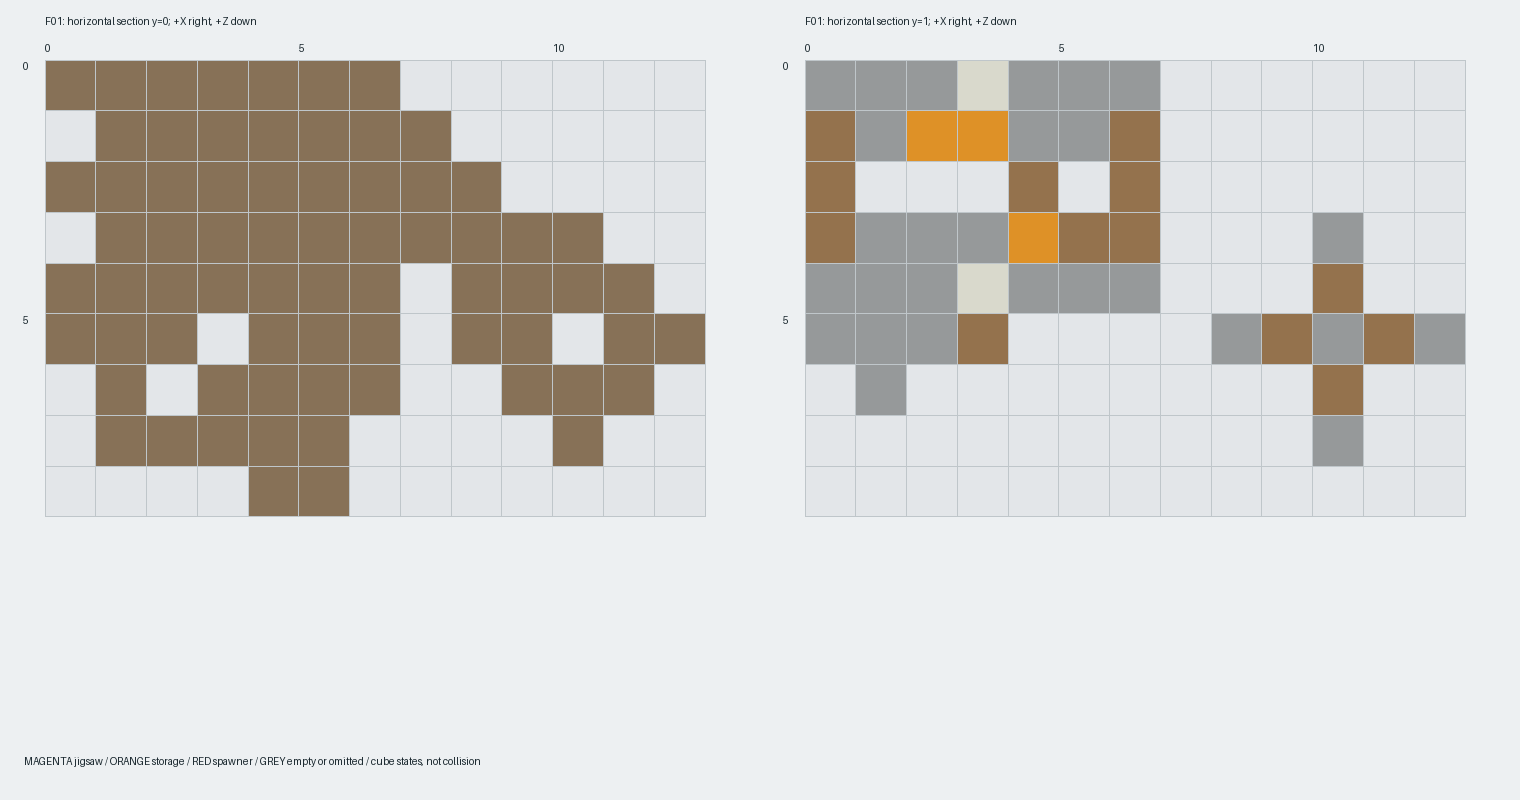 F01: horizontal section y=0; +X right, +Z down
F01: horizontal section y=1; +X right, +Z down
0 5 10
0 5 10
0
0
5
5
MAGENTA jigsaw / ORANGE storage / RED spawner / GREY empty or omitted / cube states, not collision